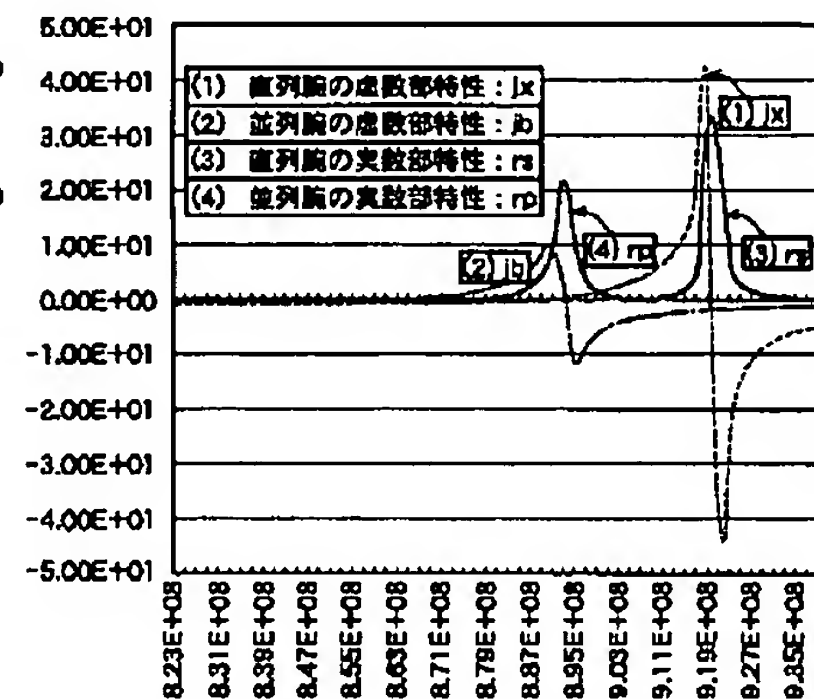 5.00E+01
4.00E+01
3.00E+01
2.00E+01
1.00E+01
0.00E+00
-1.00E+01
-2.00E+01
-3.00E+01
-4.00E+01
-5.00E+01
(1) 直列腕の虚数部特性：jx
(2) 並列腕の虚数部特性：jb
(3) 直列腕の実数部特性：rs
(4) 並列腕の実数部特性：rp
(1) jx
(2) jb
(4) rp
(3) rs
8.23E+08
8.31E+08
8.39E+08
8.47E+08
8.55E+08
8.63E+08
8.71E+08
8.79E+08
8.87E+08
8.95E+08
9.03E+08
9.11E+08
9.19E+08
9.27E+08
9.35E+08